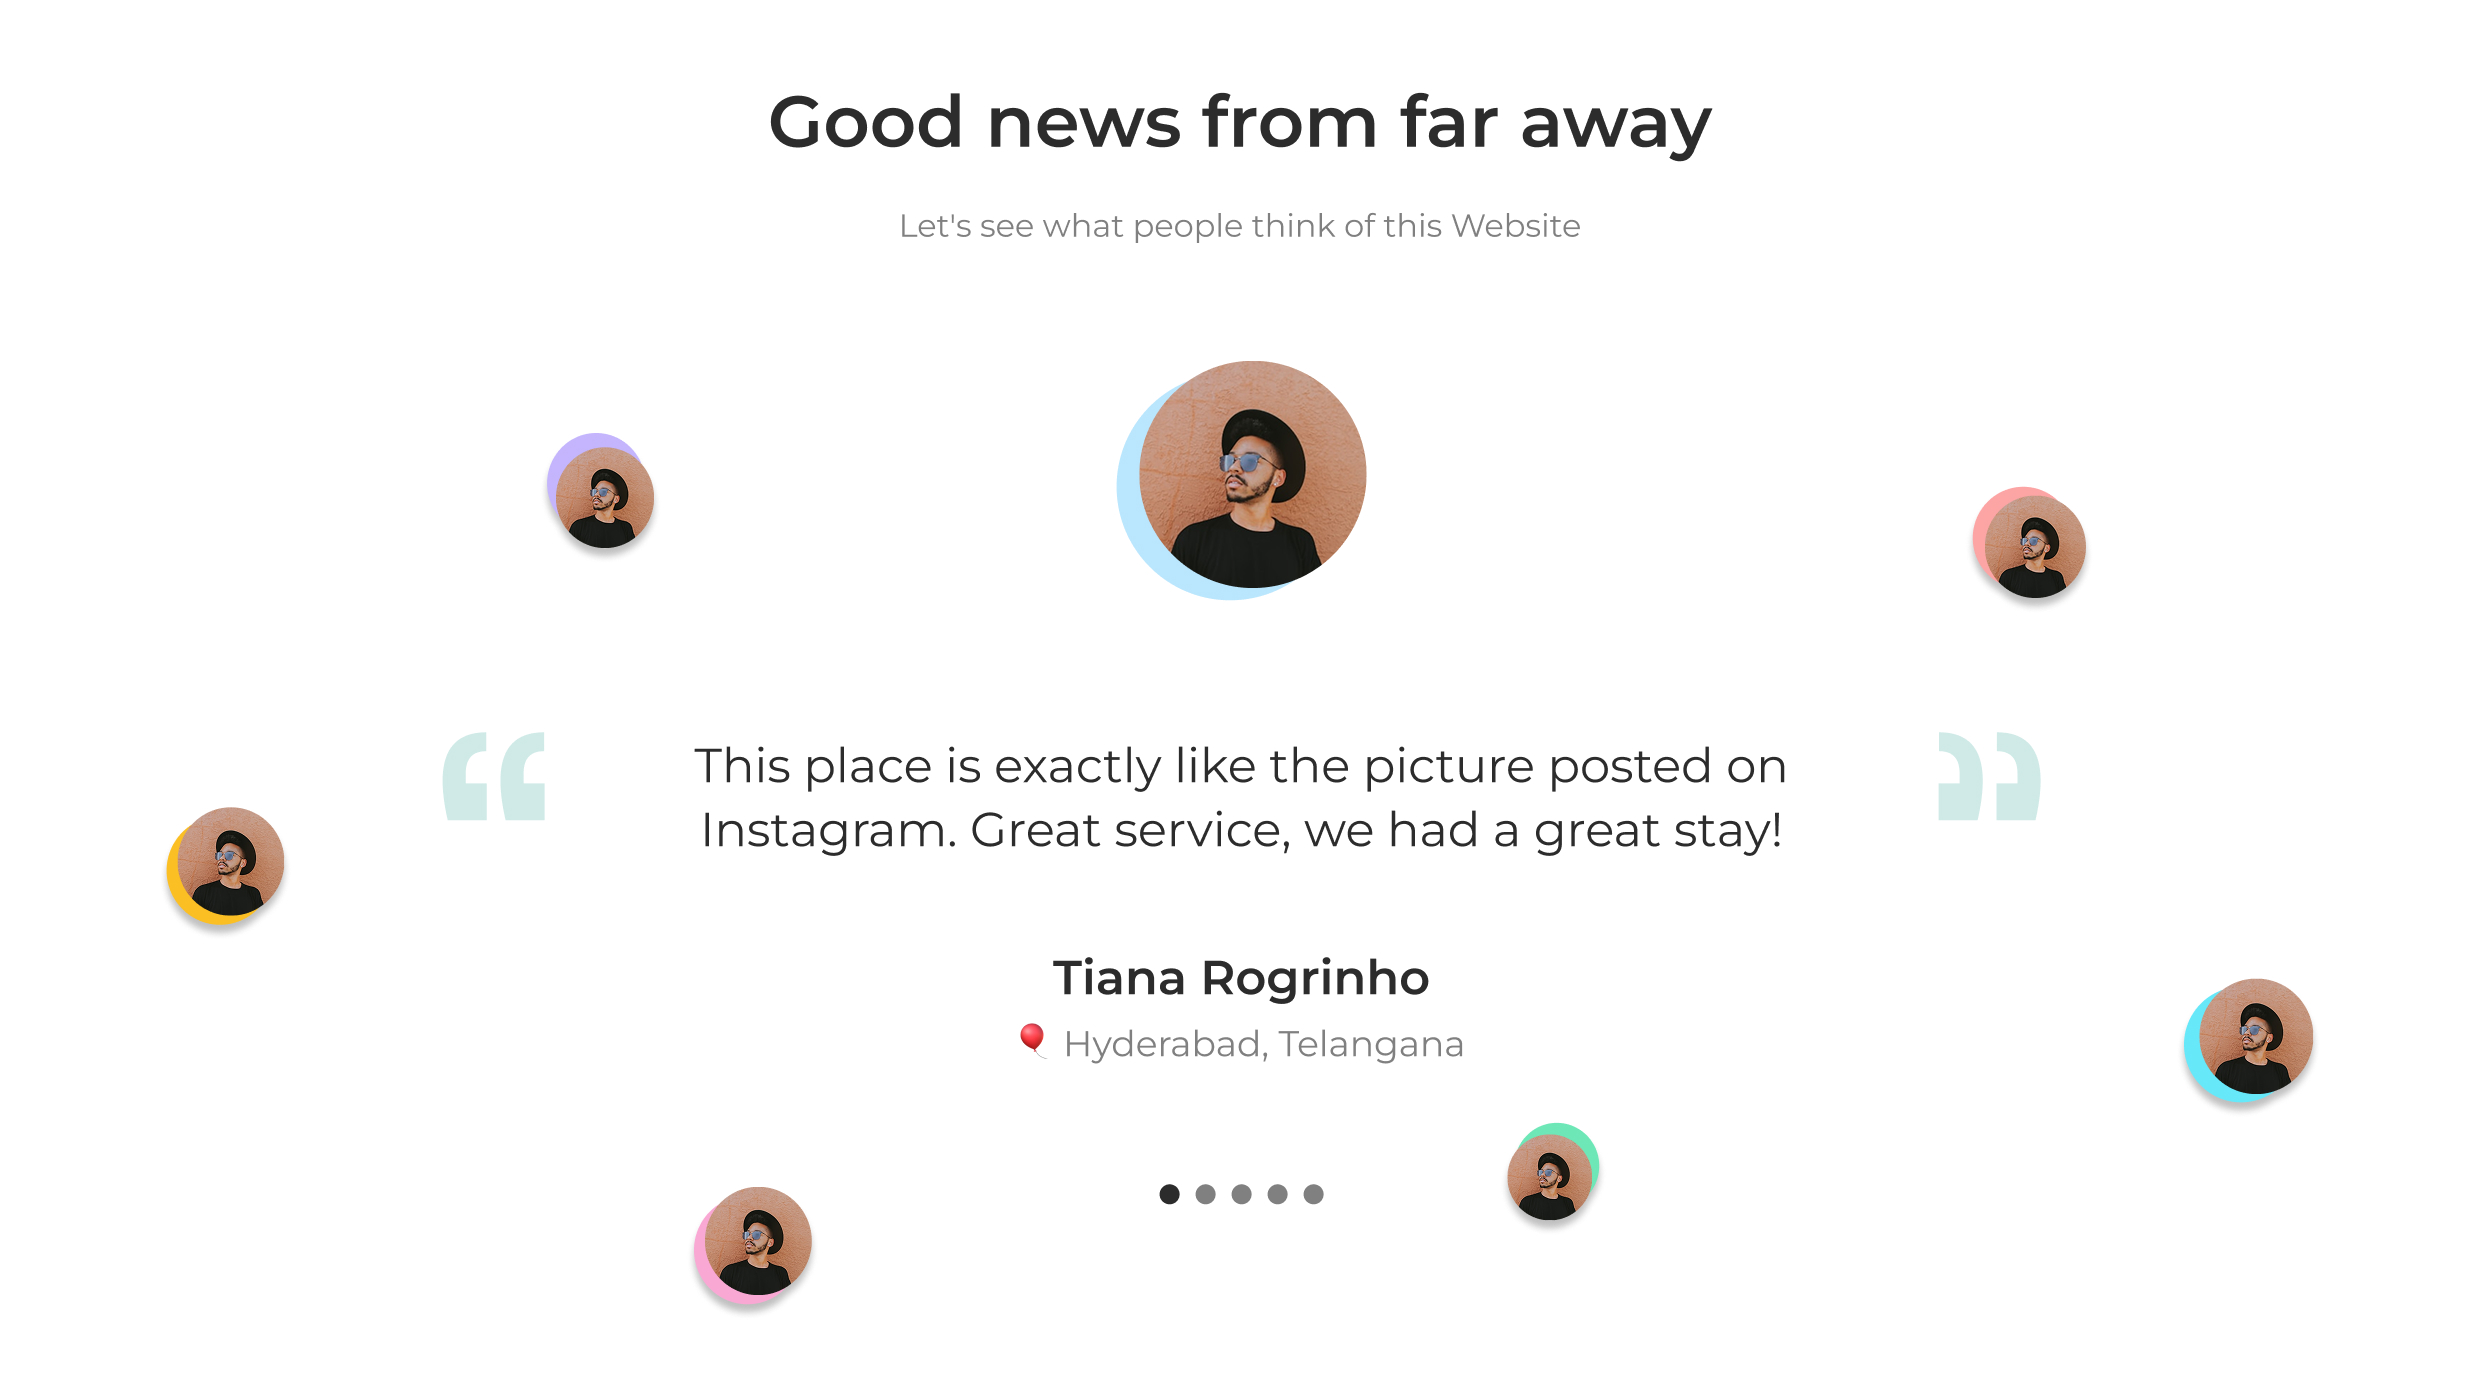 Good news from far away
Let's see what people think of this Website
“ This place is exactly like the picture posted on ”
Instagram. Great service, we had a great stay!
Tiana Rogrinho
🎈 Hyderabad, Telangana